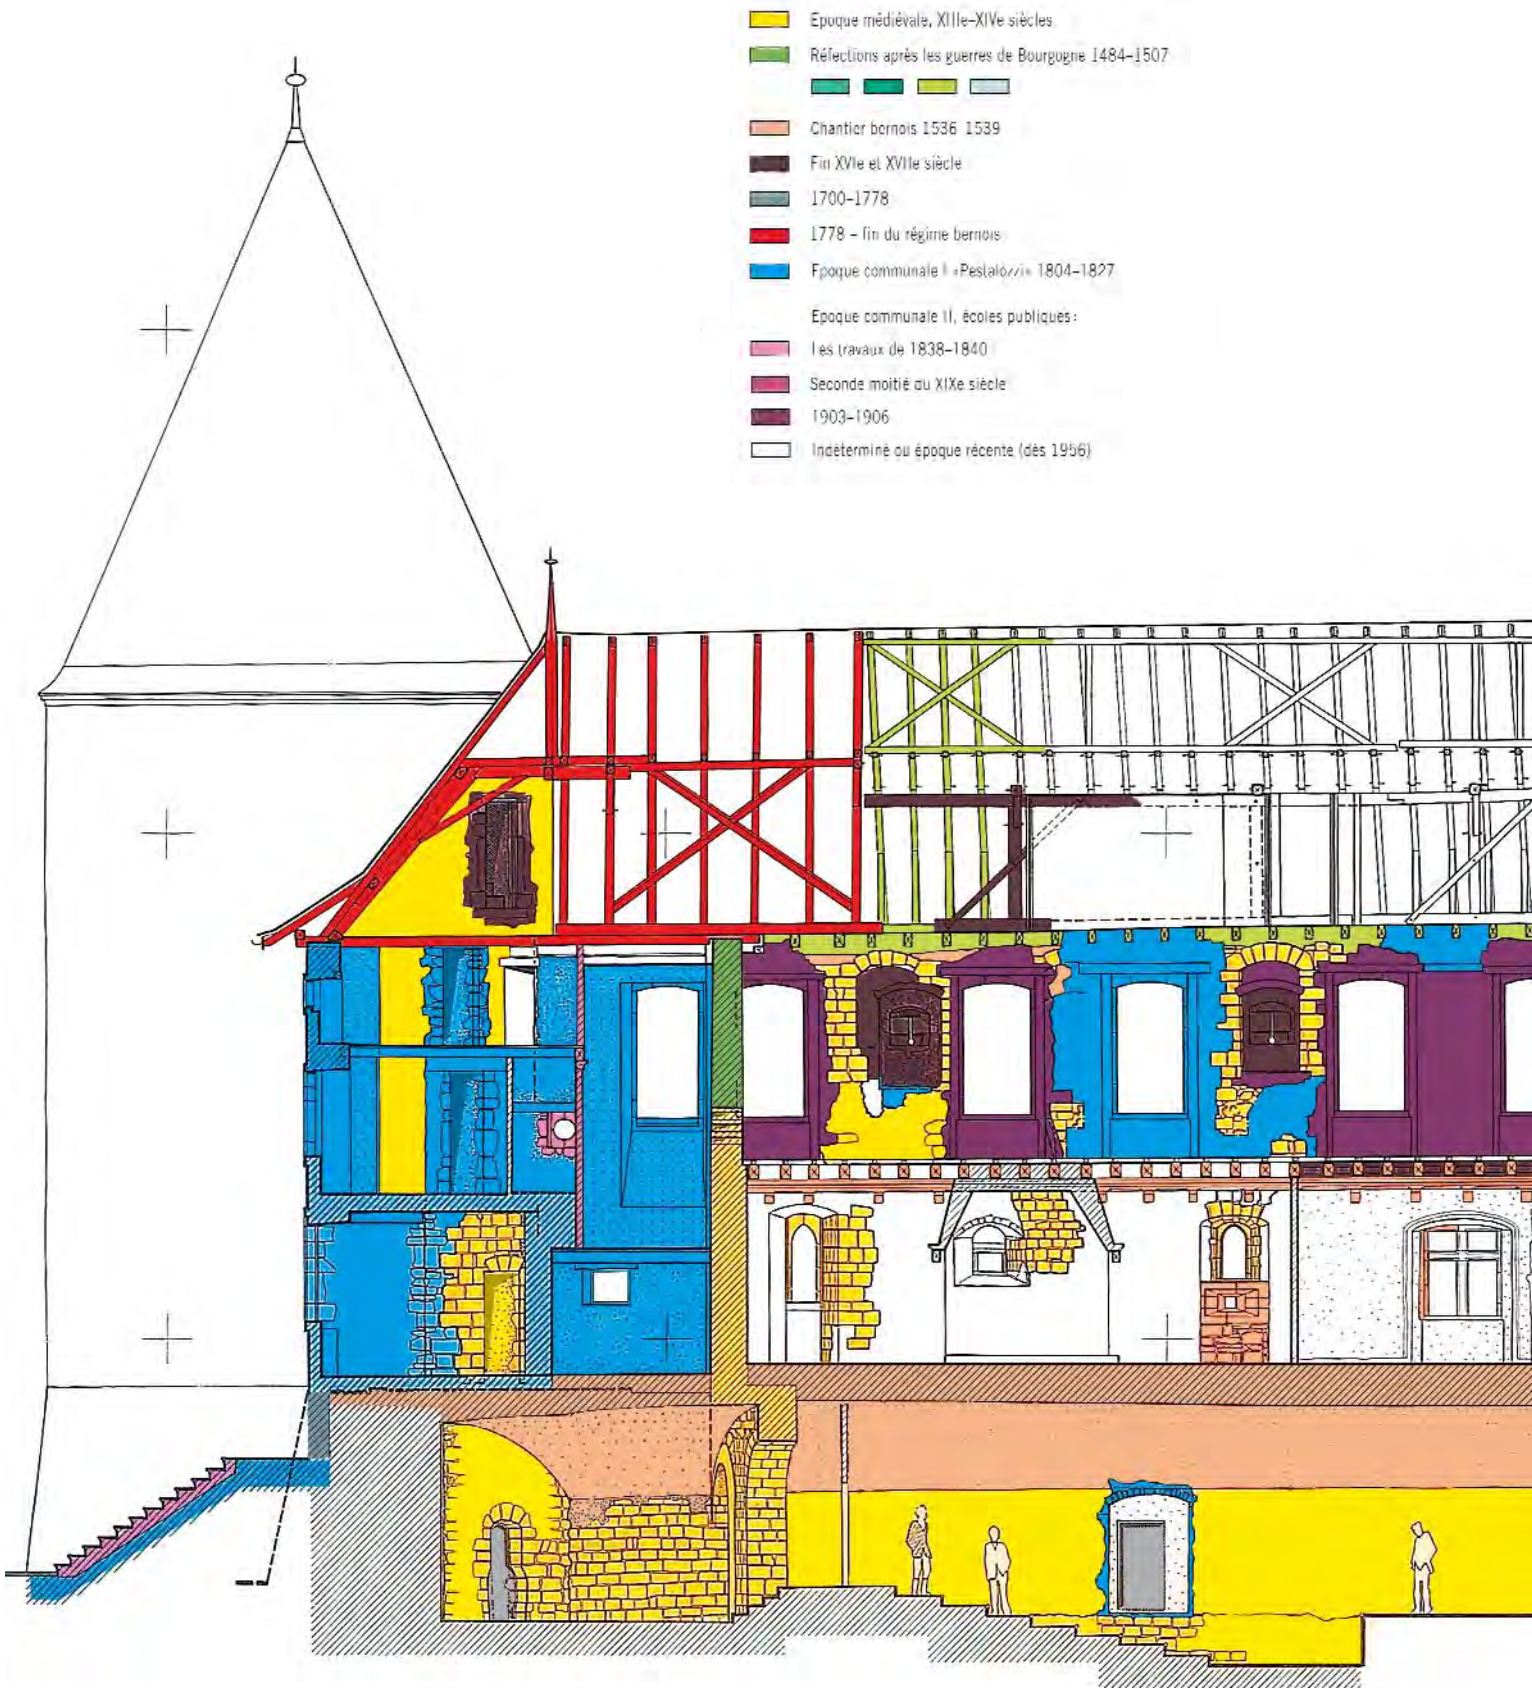 Epoque médiévale, XIIIe–XIVe siècles
Réfections après les guerres de Bourgogne 1484–1507
Chantier bernois 1536–1539
Fin XVIe et XVIIe siècle
1700–1778
1778 – fin du régime bernois
Epoque communale I «Pestalozzi» 1804–1827
Epoque communale II, écoles publiques:
Les travaux de 1838–1840
Seconde moitié du XIXe siècle
1903–1906
Indéterminé ou époque récente (dès 1956)